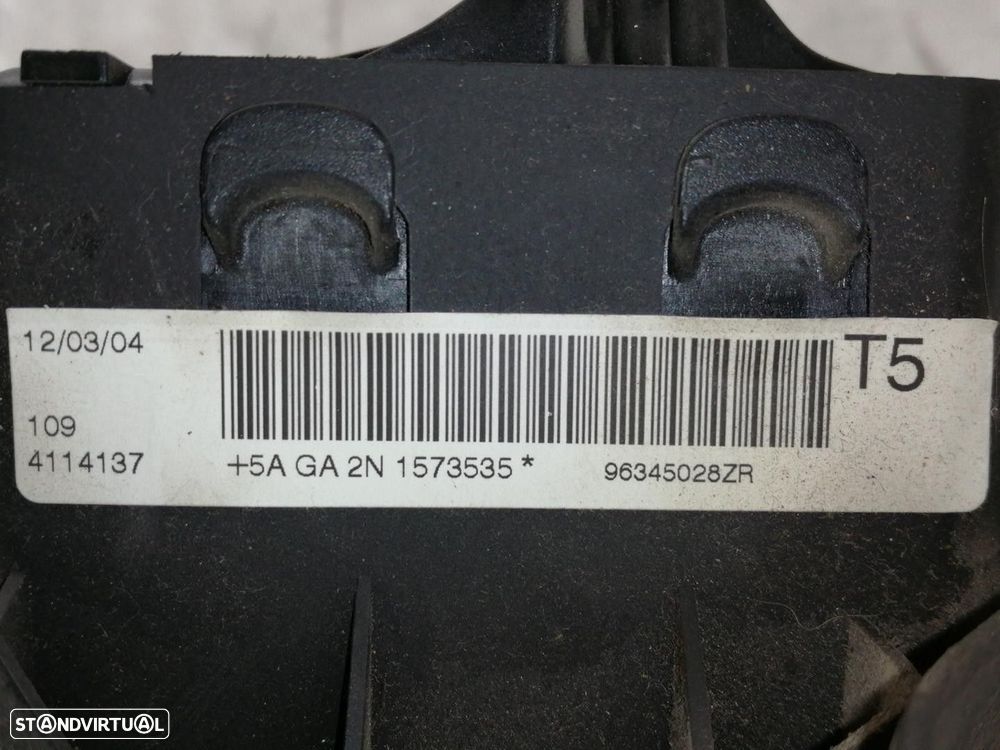 12/03/04
T5
109
4114137
+5A GA 2N 1573535*
96345028ZR
STANDVIRTUAL